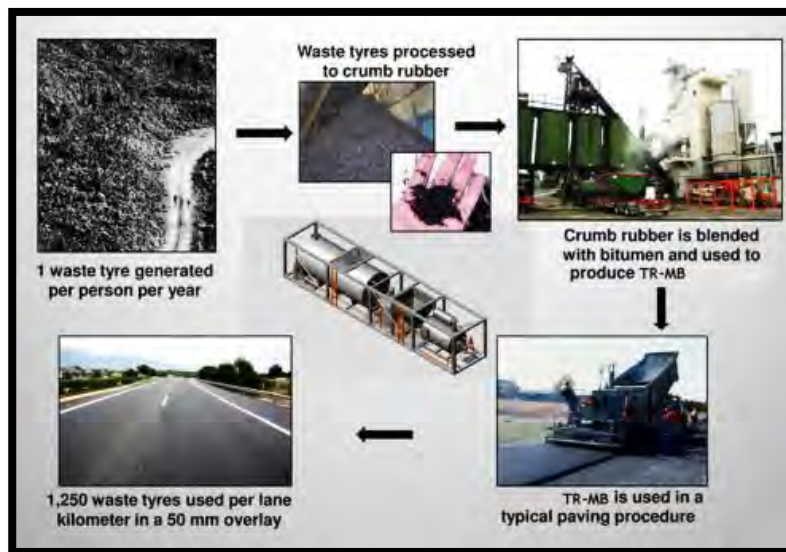 Waste tyres processed
to crumb rubber
1 waste tyre generated
per person per year
Crumb rubber is blended
with bitumen and used to
produce TR-MB
TR-MB is used in a
typical paving procedure
1,250 waste tyres used per lane
kilometer in a 50 mm overlay